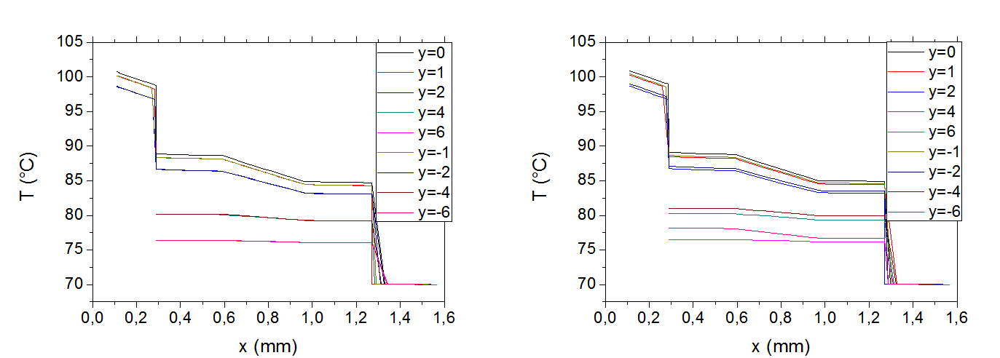 105
100
95
90
85
80
75
70
T (°C)
0,0 0,2 0,4 0,6 0,8 1,0 1,2 1,4 1,6
x (mm)
y=0
y=1
y=2
y=4
y=6
y=-1
y=-2
y=-4
y=-6
105
100
95
90
85
80
75
70
T (°C)
0,0 0,2 0,4 0,6 0,8 1,0 1,2 1,4 1,6
x (mm)
y=0
y=1
y=2
y=4
y=6
y=-1
y=-2
y=-4
y=-6